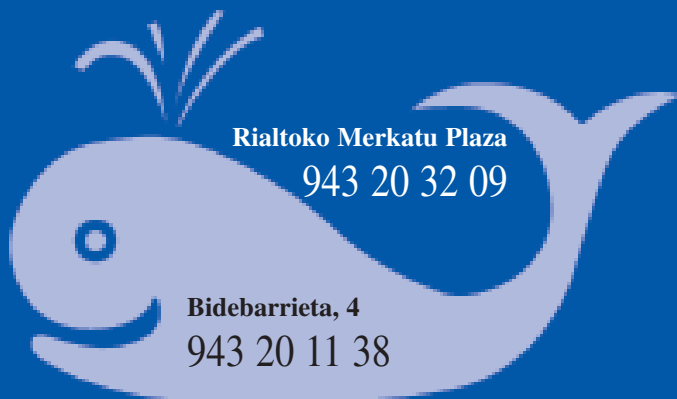 Rialtoko Merkatu Plaza
943 20 32 09
Bidebarrieta, 4
943 20 11 38